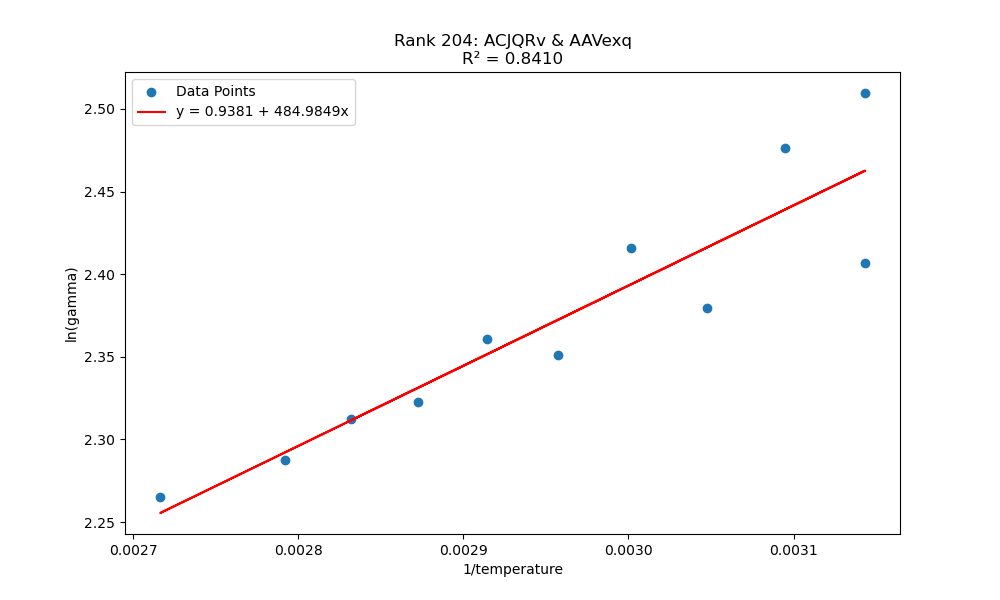 Rank 204: ACJQRv & AAVexq
R² = 0.8410
Data Points
y = 0.9381 + 484.9849x
2.50
2.45
2.40
2.35
2.30
2.25
ln(gamma)
0.0027 0.0028 0.0029 0.0030 0.0031
1/temperature